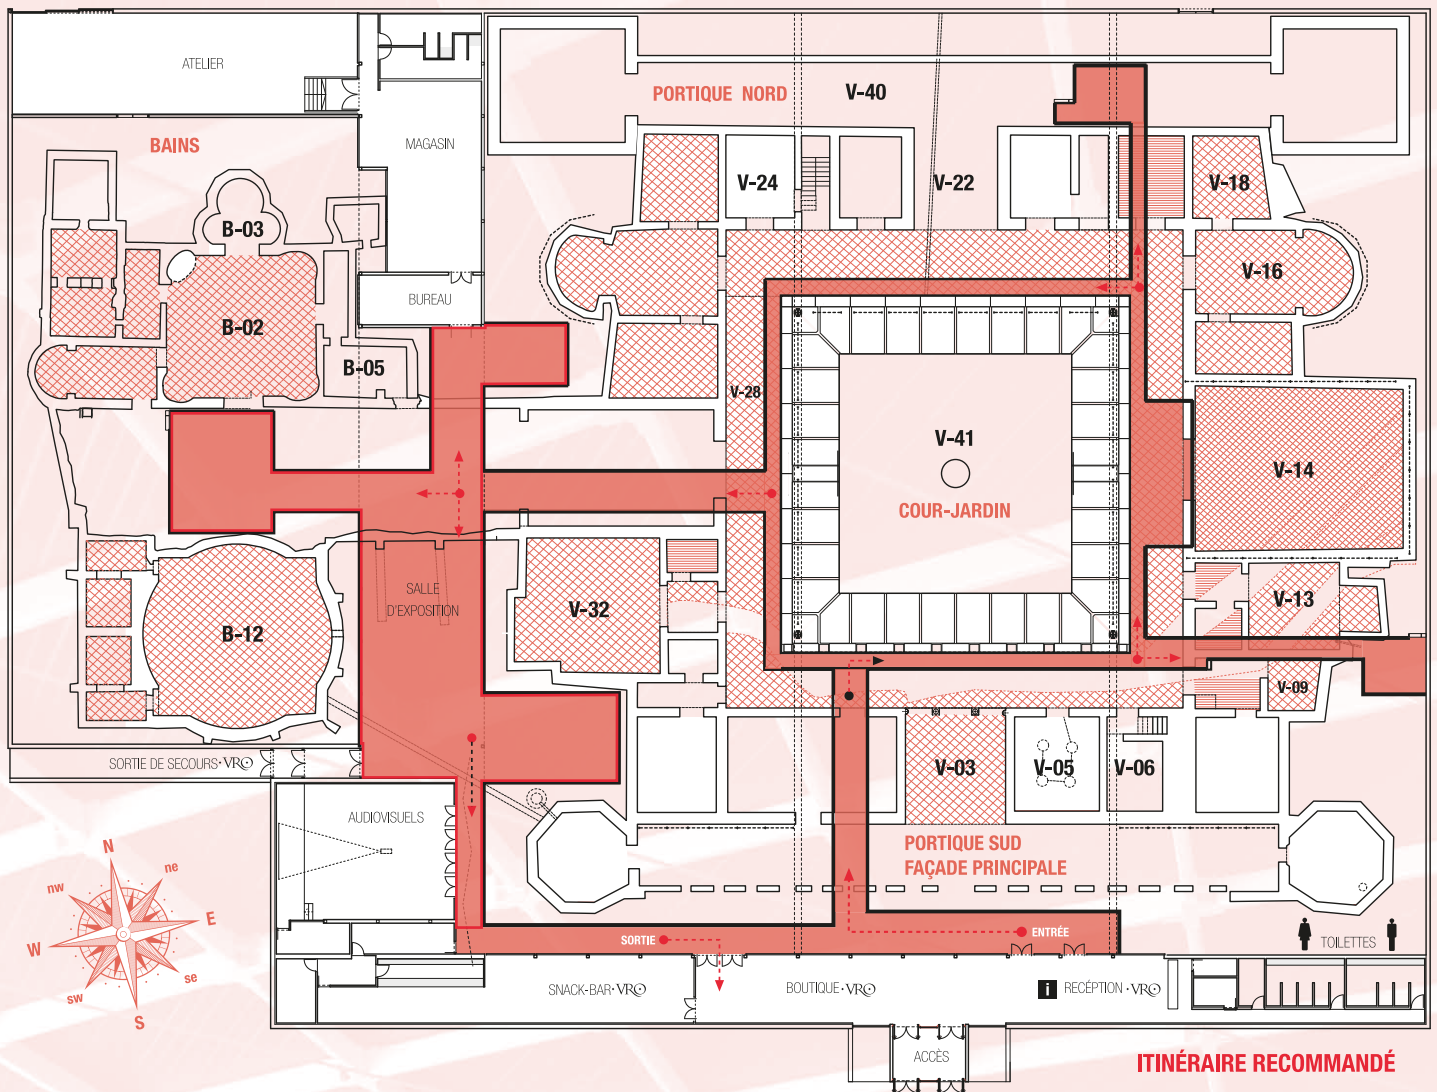 ATELIER
PORTIQUE NORD
V-40
BAINS
MAGASIN
V-24
V-22
V-18
B-03
V-16
BUREAU
B-02
B-05
V-28
V-41
COUR-JARDIN
V-14
SALLE
D'EXPOSITION
V-32
V-13
B-12
V-09
SORTIE DE SECOURS·VRO
V-03
V-05
V-06
AUDIOVISUELS
PORTIQUE SUD
FAÇADE PRINCIPALE
N
ne
nw
E
W
se
sw
S
SORTIE
ENTRÉE
TOILETTES
SNACK-BAR·VRO
BOUTIQUE·VRO
i RECÉPTION·VRO
ACCÈS
ITINÉRAIRE RECOMMANDÉ